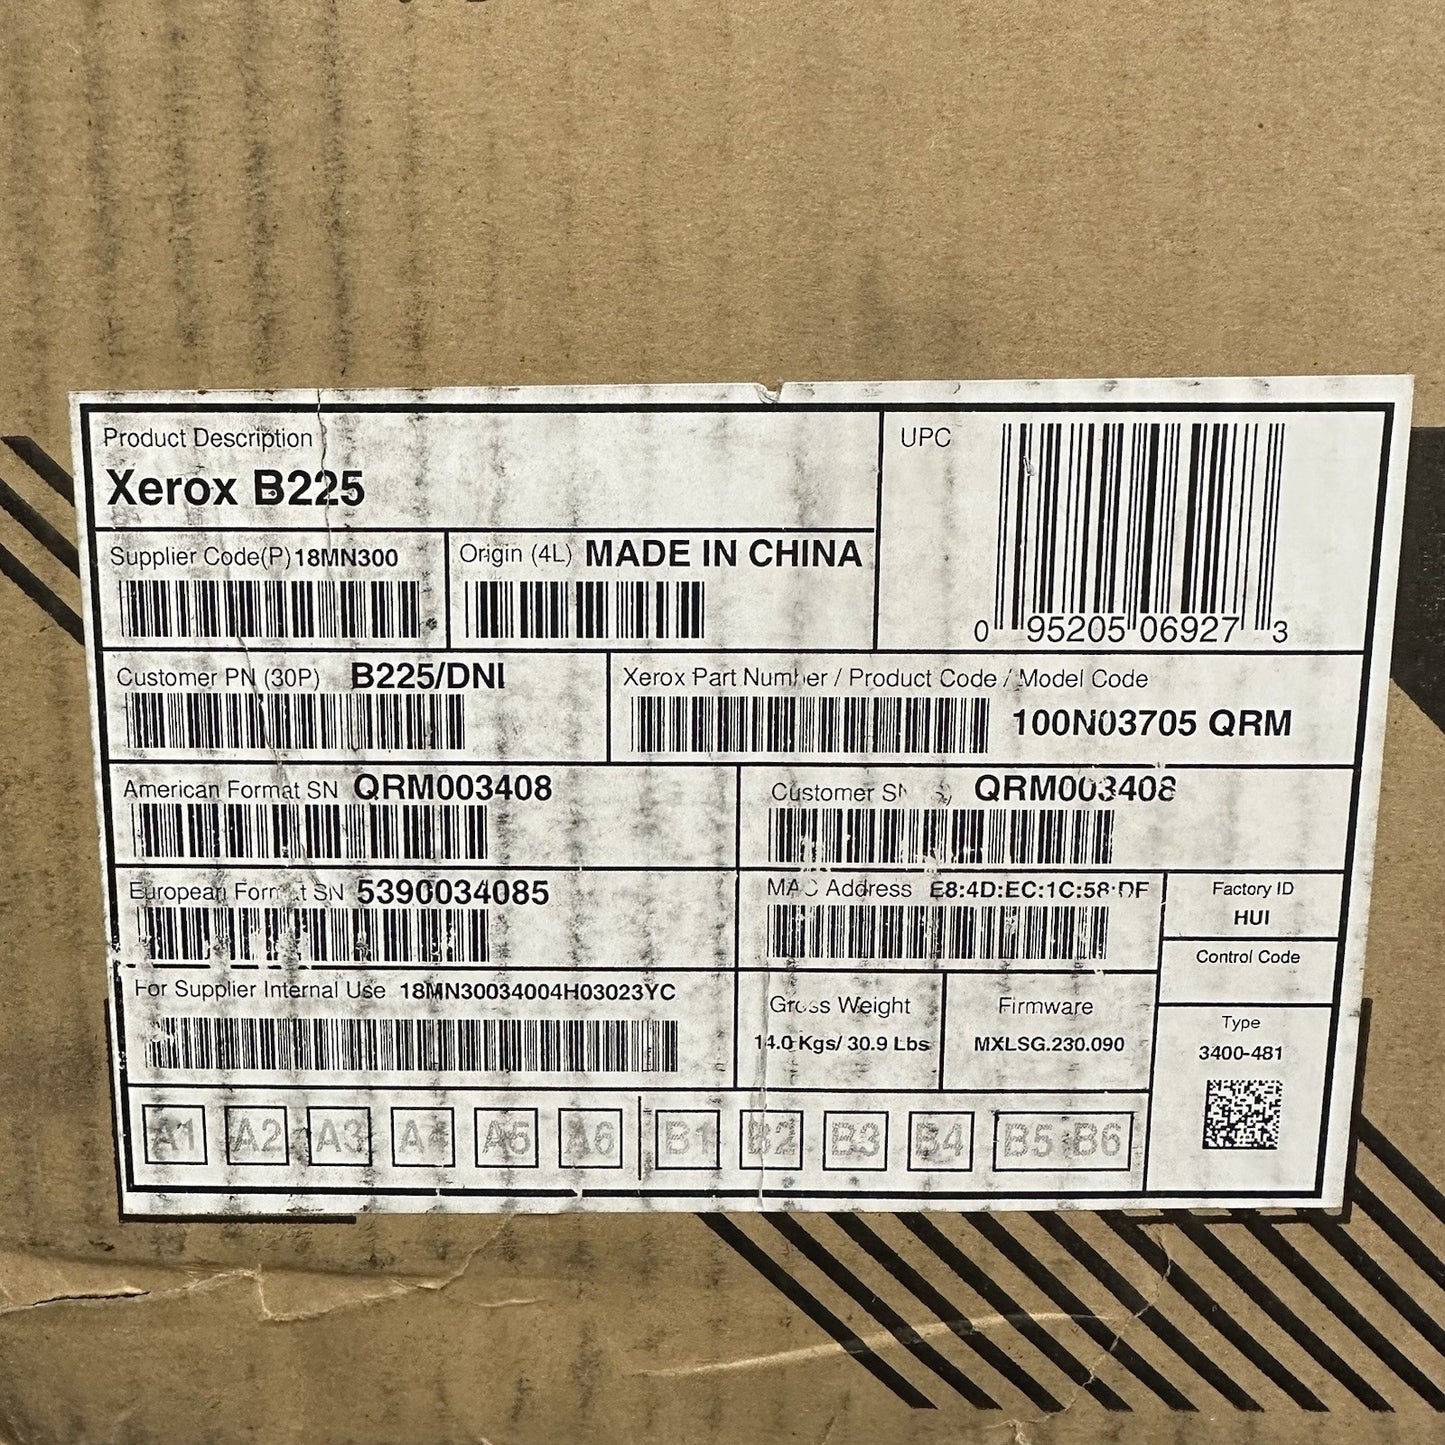 Product Description
Xerox B225
UPC
0 95205 06927 3
Supplier Code(P) 18MN300
Origin (4L) MADE IN CHINA
Customer PN (30P) B225/DNI
Xerox Part Number / Product Code / Model Code
100N03705 QRM
American Format SN QRM003408
Customer SN (S) QRM003408
European Format SN 5390034085
MAC Address E8:4D:EC:1C:58:DF
Factory ID
HUI
Control Code
For Supplier Internal Use 18MN30034004H03023YC
Gross Weight
14.0 Kgs/ 30.9 Lbs
Firmware
MXLSG.230.090
Type
3400-481
A1 A2 A3 A4 A5 A6 B1 B2 B3 B4 B5 B6